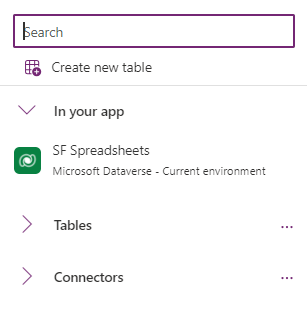 Search
Create new table
In your app
SF Spreadsheets
Microsoft Dataverse - Current environment
Tables
Connectors